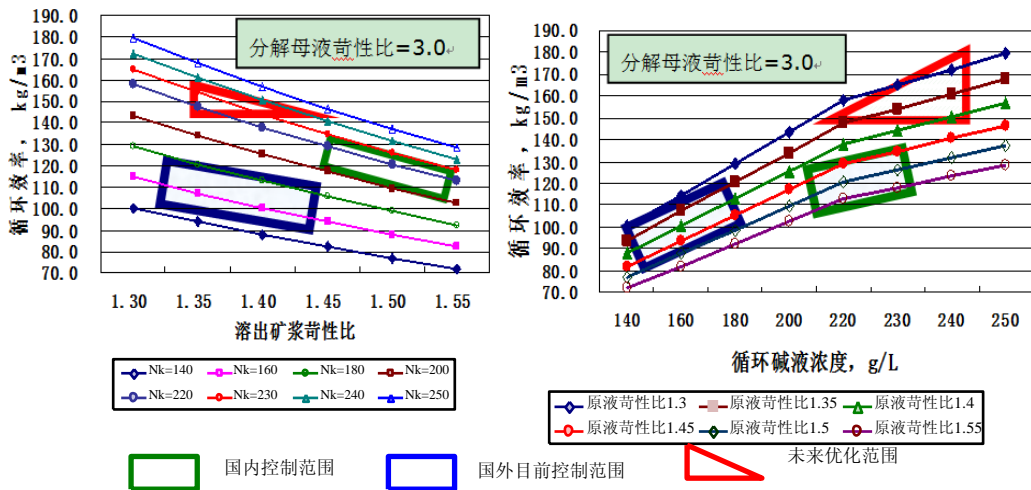 分解母液苛性比=3.0
循环效率, kg/m3
180.0
170.0
160.0
150.0
140.0
130.0
120.0
110.0
100.0
90.0
80.0
70.0
1.30 1.35 1.40 1.45 1.50 1.55
溶出矿浆苛性比
Nk=140 Nk=160 Nk=180 Nk=200
Nk=220 Nk=230 Nk=240 Nk=250
分解母液苛性比=3.0
循环效率, kg/m3
190.0
180.0
170.0
160.0
150.0
140.0
130.0
120.0
110.0
100.0
90.0
80.0
70.0
140 160 180 200 220 230 240 250
循环碱液浓度, g/L
原液苛性比1.3 原液苛性比1.35 原液苛性比1.4
原液苛性比1.45 原液苛性比1.5 原液苛性比1.55
国内控制范围 国外目前控制范围 未来优化范围